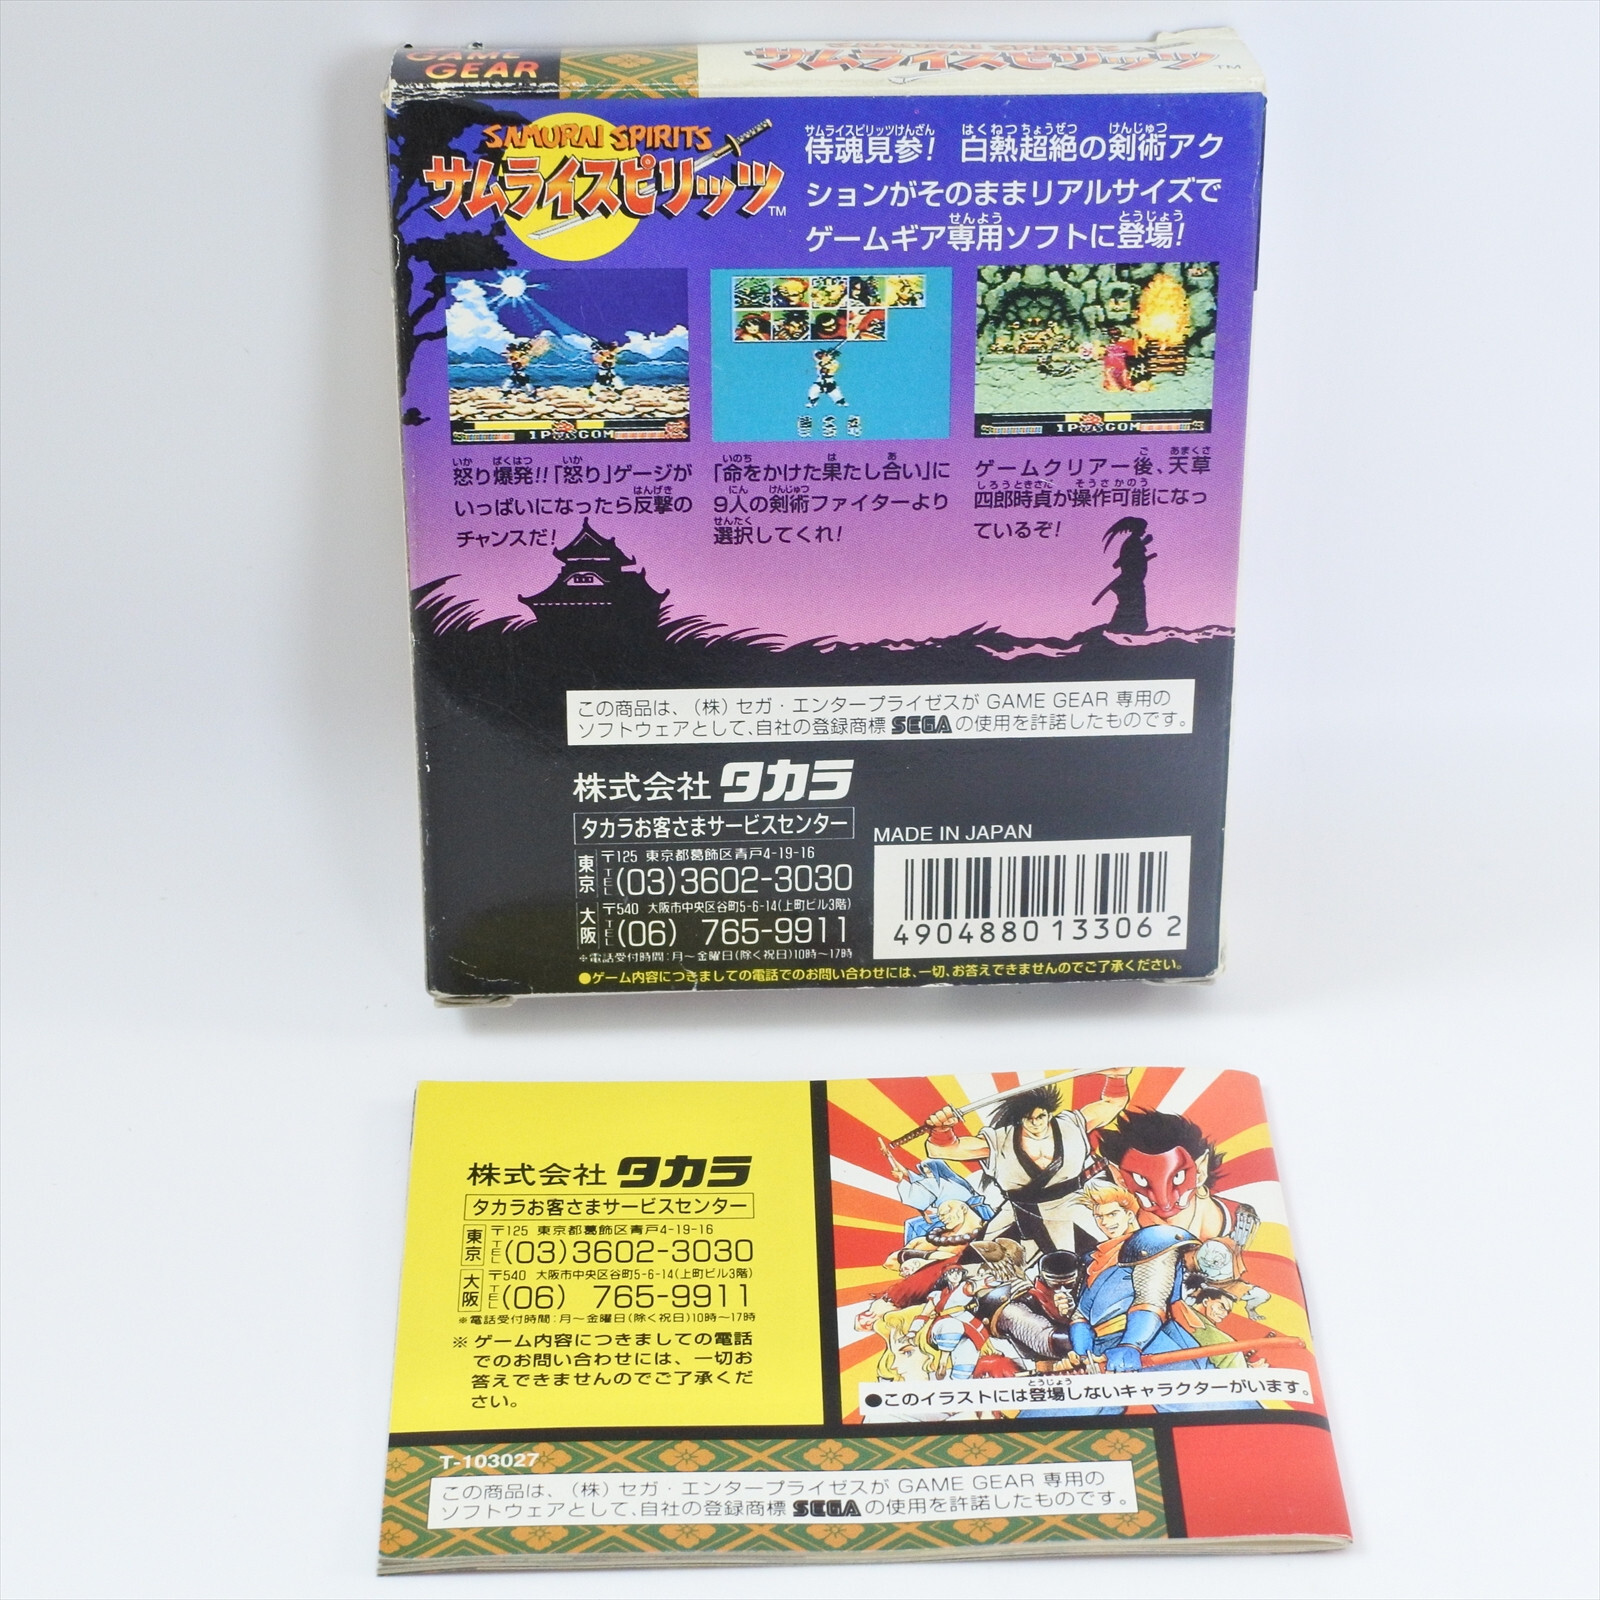 GAME
GEAR
サムライスピリッツ™
SAMURAI SPIRITS
サムライスピリッツ™
侍魂見参! 白熱超絶の剣術アク
ションがそのままリアルサイズで
ゲームギア専用ソフトに登場!
1P GOM
1P GOM
怒り爆発!!「怒り」ゲージが
いっぱいになったら反撃の
チャンスだ!
「命をかけた果たし合い」に
9人の剣術ファイターより
選択してくれ!
ゲームクリアー後、天草
四郎時貞が操作可能になっ
ているぞ!
この商品は、(株)セガ・エンタープライゼスが GAME GEAR 専用の
ソフトウェアとして、自社の登録商標 SEGA の使用を許諾したものです。
株式会社 タカラ
タカラお客さまサービスセンター
東京 〒125 東京都葛飾区青戸4-19-16
TEL (03)3602-3030
大阪 〒540 大阪市中央区谷町5-6-14(上町ビル3階)
TEL (06) 765-9911
※電話受付時間:月〜金曜日(除く祝日)10時〜17時
●ゲーム内容につきましての電話でのお問い合わせには、一切、お答えできませんのでご了承ください。
MADE IN JAPAN
4904880133062
株式会社 タカラ
タカラお客さまサービスセンター
東京 〒125 東京都葛飾区青戸4-19-16
TEL (03)3602-3030
大阪 〒540 大阪市中央区谷町5-6-14(上町ビル3階)
TEL (06) 765-9911
※電話受付時間:月〜金曜日(除く祝日)10時〜17時
※ ゲーム内容につきましての電話
でのお問い合わせには、一切お
答えできませんのでご了承くだ
さい。
●このイラストには登場しないキャラクターがいます。
T-103027
この商品は、(株)セガ・エンタープライゼスが GAME GEAR 専用の
ソフトウェアとして、自社の登録商標 SEGA の使用を許諾したものです。